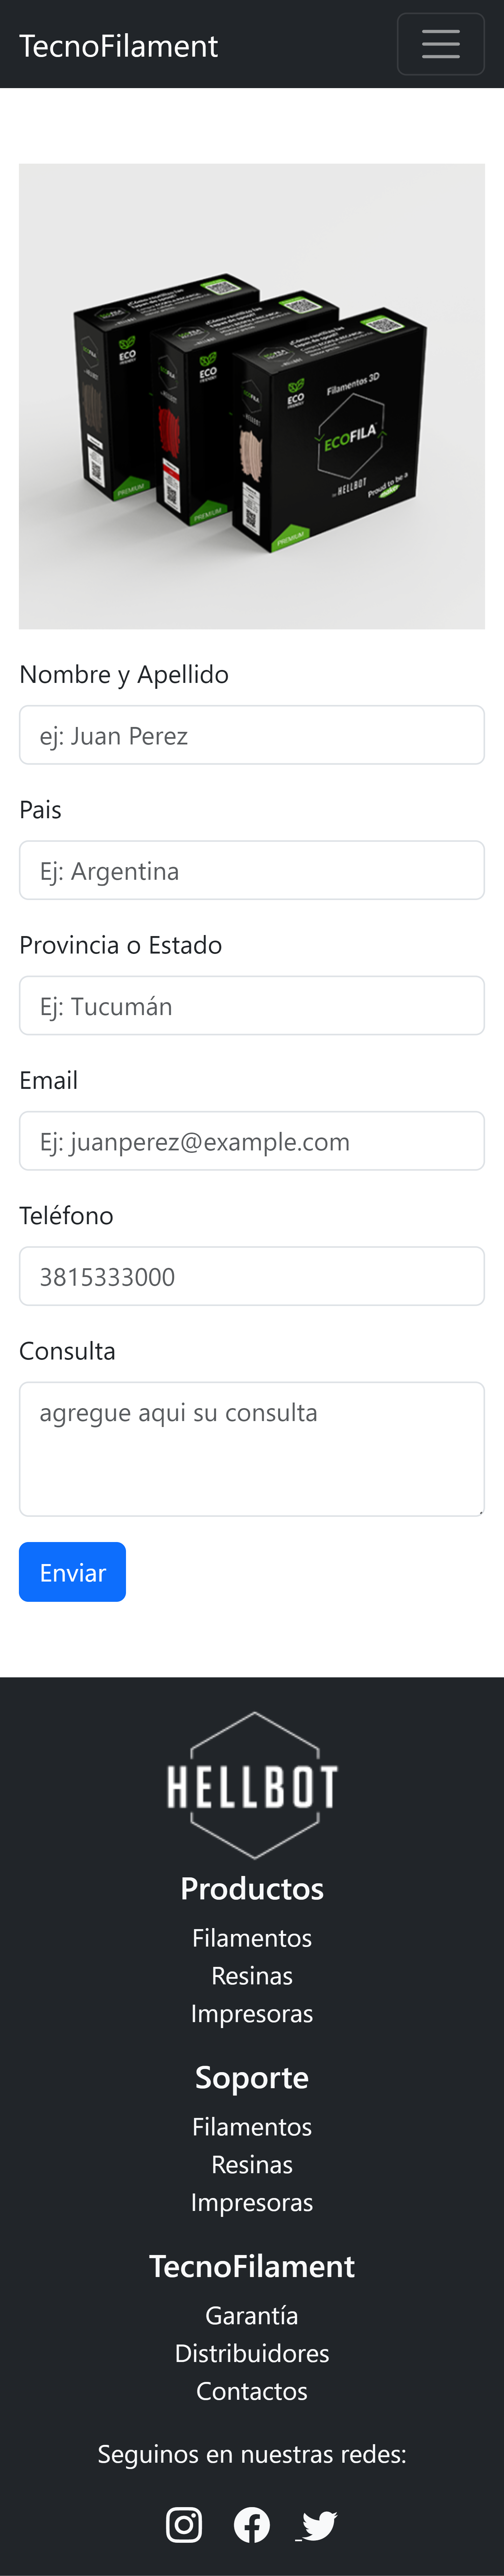 TecnoFilament
ECO
ECO
ECO
Filamentos 3D
ECOFILA
by HELLBOT
Proud to be a
PREMIUM
PREMIUM
PREMIUM
Nombre y Apellido
ej: Juan Perez
Pais
Ej: Argentina
Provincia o Estado
Ej: Tucumán
Email
Ej: juanperez@example.com
Teléfono
3815333000
Consulta
agregue aqui su consulta
Enviar
HELLBOT
Productos
Filamentos
Resinas
Impresoras
Soporte
Filamentos
Resinas
Impresoras
TecnoFilament
Garantía
Distribuidores
Contactos
Seguinos en nuestras redes: